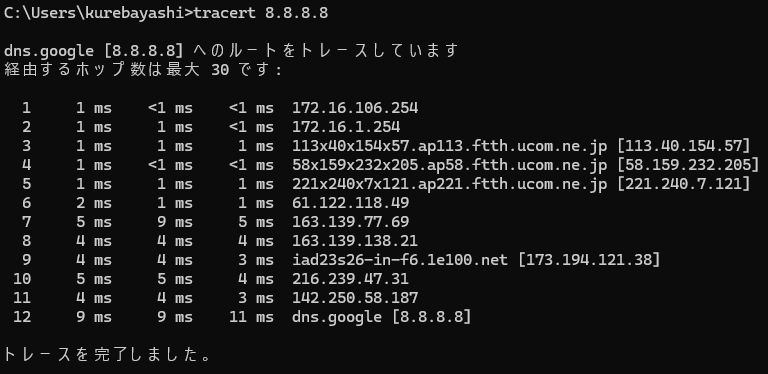 C:\Users\kurebayashi>tracert 8.8.8.8
dns.google [8.8.8.8] へのルートをトレースしています
経由するホップ数は最大 30 です:
1 1 ms <1 ms <1 ms 172.16.106.254
2 1 ms 1 ms <1 ms 172.16.1.254
3 1 ms 1 ms 1 ms 113x40x154x57.ap113.ftth.ucom.ne.jp [113.40.154.57]
4 1 ms <1 ms <1 ms 58x159x232x205.ap58.ftth.ucom.ne.jp [58.159.232.205]
5 1 ms 1 ms 1 ms 221x240x7x121.ap221.ftth.ucom.ne.jp [221.240.7.121]
6 2 ms 1 ms 1 ms 61.122.118.49
7 5 ms 9 ms 5 ms 163.139.77.69
8 4 ms 4 ms 4 ms 163.139.138.21
9 4 ms 4 ms 3 ms iad23s26-in-f6.1e100.net [173.194.121.38]
10 5 ms 5 ms 4 ms 216.239.47.31
11 4 ms 4 ms 3 ms 142.250.58.187
12 9 ms 9 ms 11 ms dns.google [8.8.8.8]
トレースを完了しました。